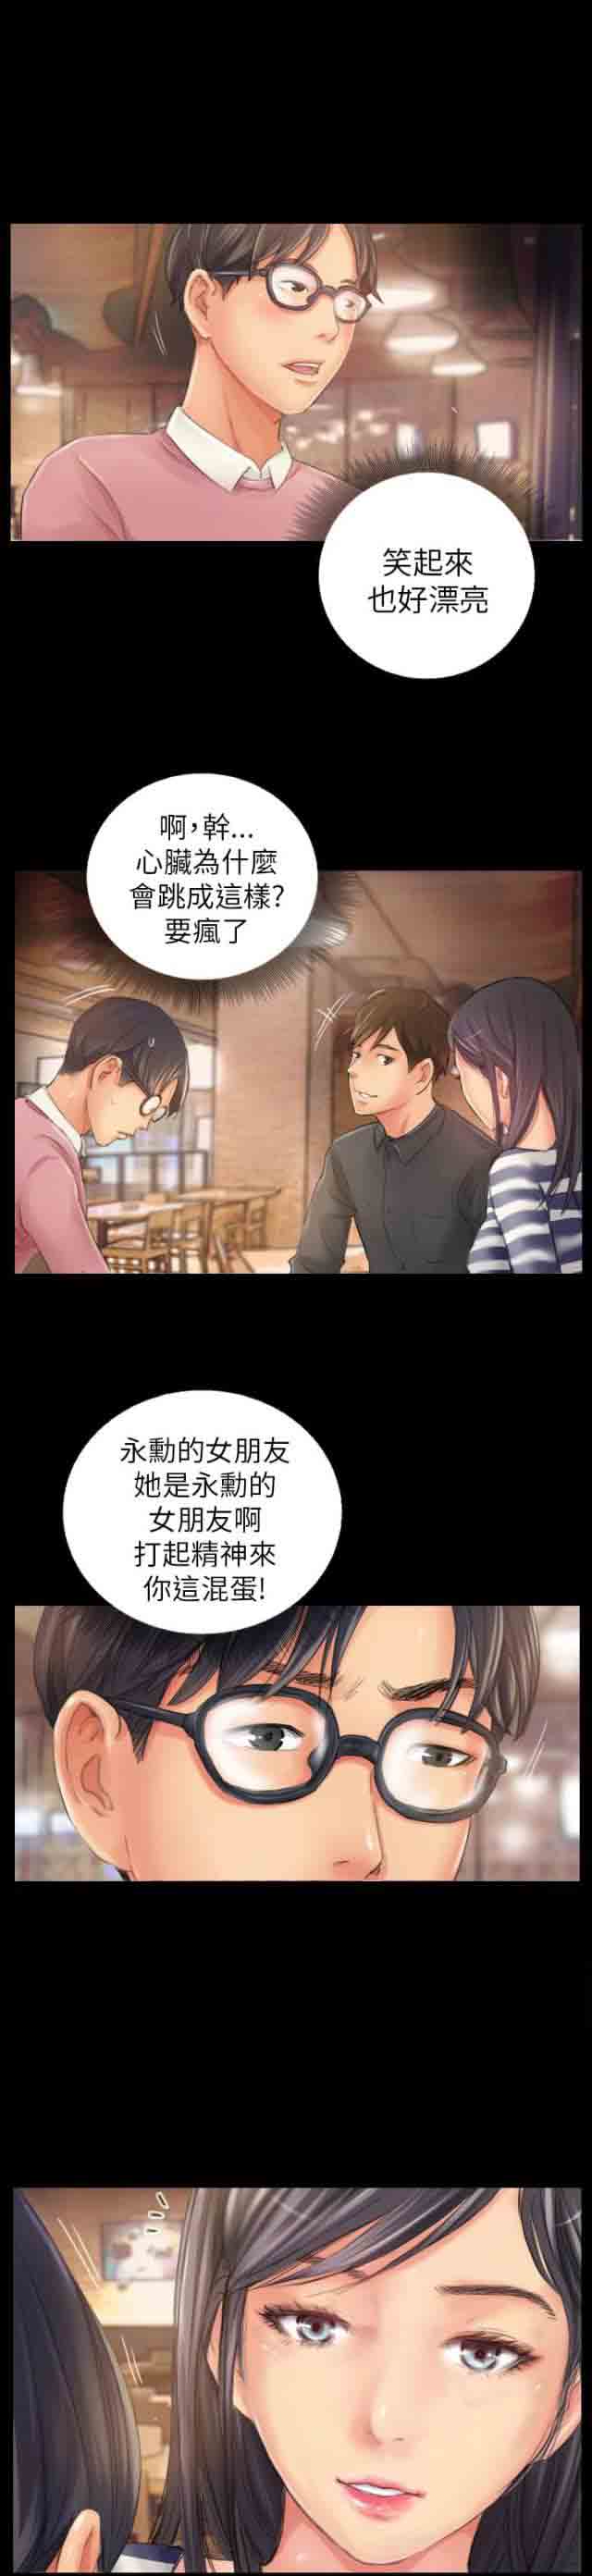 笑起來
也好漂亮
啊,幹...
心臟為什麼
會跳成這樣?
要瘋了
永勳的女朋友
她是永勳的
女朋友啊
打起精神來
你這混蛋!